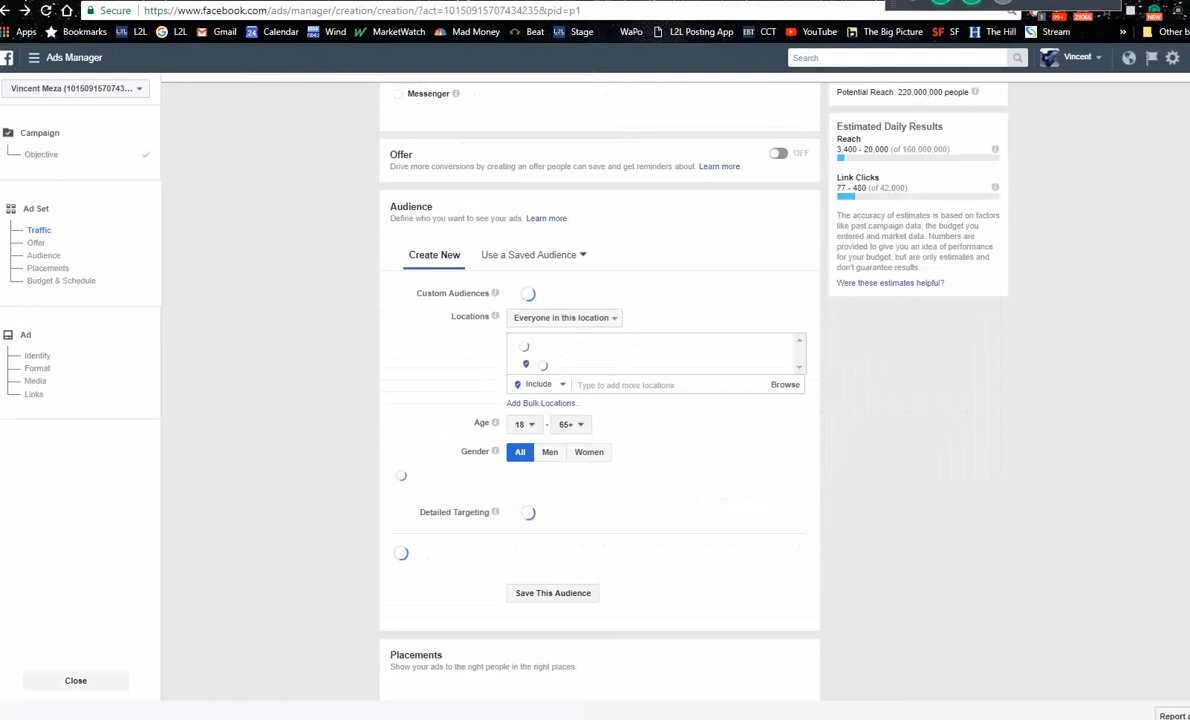 Secure https://www.facebook.com/ads/manager/creation/creation/?act=10150915707434235&pid=p1
Apps Bookmarks L2L L2L Gmail Calendar Wind MarketWatch Mad Money Beat Stage WaPo L2L Posting App CCT YouTube The Big Picture SF The Hill Stream » Other b
Ads Manager Search Vincent
Vincent Meza (1015091570743...
Campaign
Objective
Ad Set
Traffic
Offer
Audience
Placements
Budget & Schedule
Ad
Identity
Format
Media
Links
Close
Messenger
Offer
Drive more conversions by creating an offer people can save and get reminders about. Learn more.
OFF
Audience
Define who you want to see your ads. Learn more.
Create New Use a Saved Audience
Custom Audiences
Locations Everyone in this location
Include Type to add more locations Browse
Add Bulk Locations...
Age 18 - 65+
Gender All Men Women
Detailed Targeting
Save This Audience
Placements
Show your ads to the right people in the right places.
Potential Reach: 220,000,000 people
Estimated Daily Results
Reach
3,400 - 20,000 (of 160,000,000)
Link Clicks
77 - 480 (of 42,000)
The accuracy of estimates is based on factors
like past campaign data, the budget you
entered and market data. Numbers are
provided to give you an idea of performance
for your budget, but are only estimates and
don't guarantee results.
Were these estimates helpful?
Report a